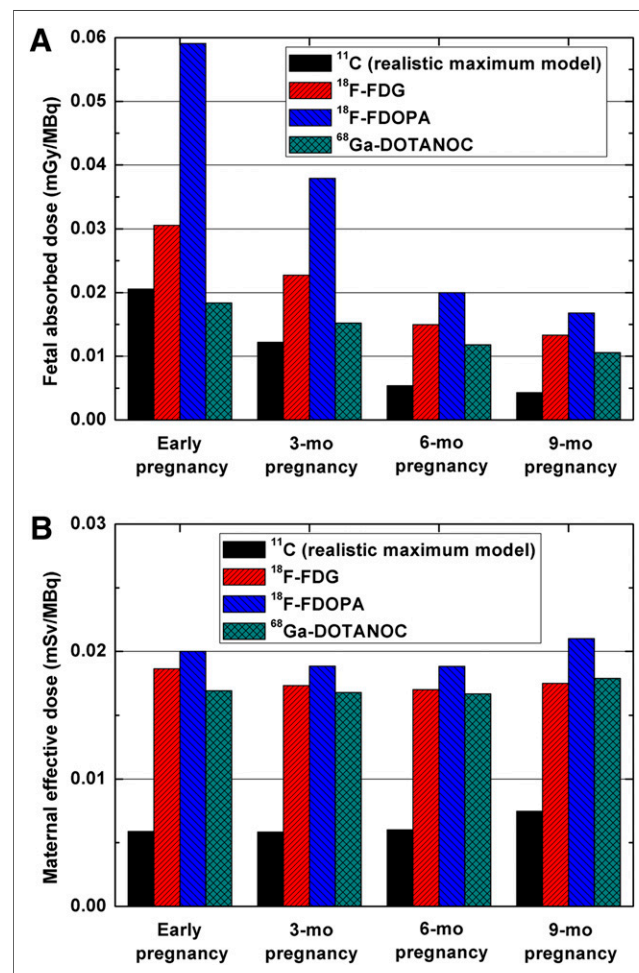 A
Fetal absorbed dose (mGy/MBq)
0.06
0.05
0.04
0.03
0.02
0.01
0.00
¹¹C (realistic maximum model)
¹⁸F-FDG
¹⁸F-FDOPA
⁶⁸Ga-DOTANOC
Early
pregnancy
3-mo
pregnancy
6-mo
pregnancy
9-mo
pregnancy
B
Maternal effective dose (mSv/MBq)
0.03
0.02
0.01
0.00
¹¹C (realistic maximum model)
¹⁸F-FDG
¹⁸F-FDOPA
⁶⁸Ga-DOTANOC
Early
pregnancy
3-mo
pregnancy
6-mo
pregnancy
9-mo
pregnancy